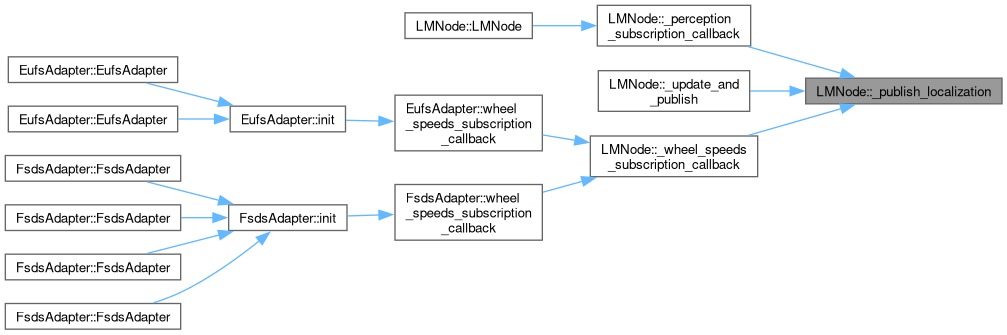 LMNode::_perception
_subscription_callback
LMNode::LMNode
EufsAdapter::EufsAdapter
LMNode::_update_and
_publish
LMNode::_publish_localization
EufsAdapter::EufsAdapter
EufsAdapter::init
EufsAdapter::wheel
_speeds_subscription
_callback
LMNode::_wheel_speeds
_subscription_callback
FsdsAdapter::FsdsAdapter
FsdsAdapter::FsdsAdapter
FsdsAdapter::init
FsdsAdapter::wheel
_speeds_subscription
_callback
FsdsAdapter::FsdsAdapter
FsdsAdapter::FsdsAdapter